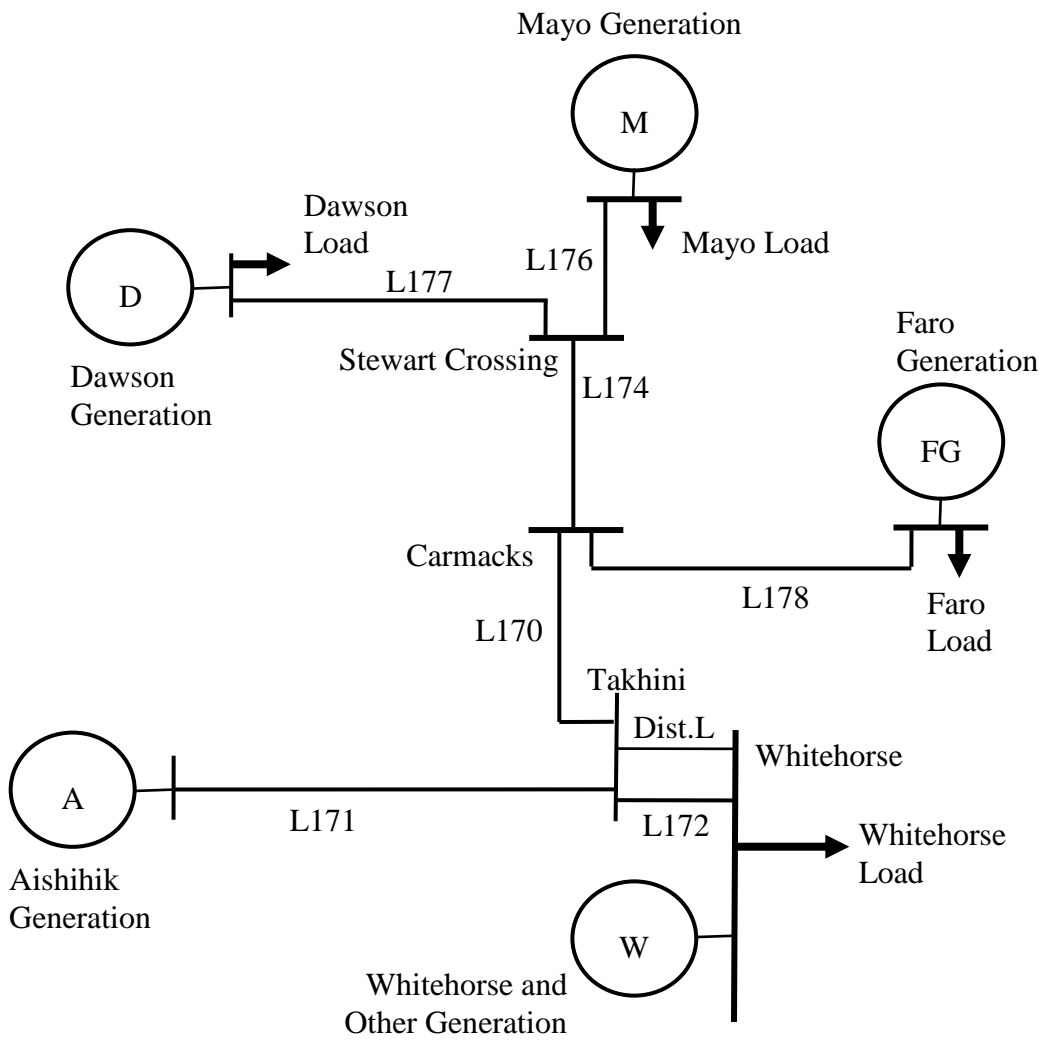 Mayo Generation
M
Dawson
Load
Mayo Load
L176
L177
D
Faro
Generation
Stewart Crossing
Dawson
Generation
L174
FG
Carmacks
L178
Faro
Load
L170
Takhini
Dist.L
Whitehorse
A
L171
L172
Whitehorse
Load
Aishihik
Generation
W
Whitehorse and
Other Generation